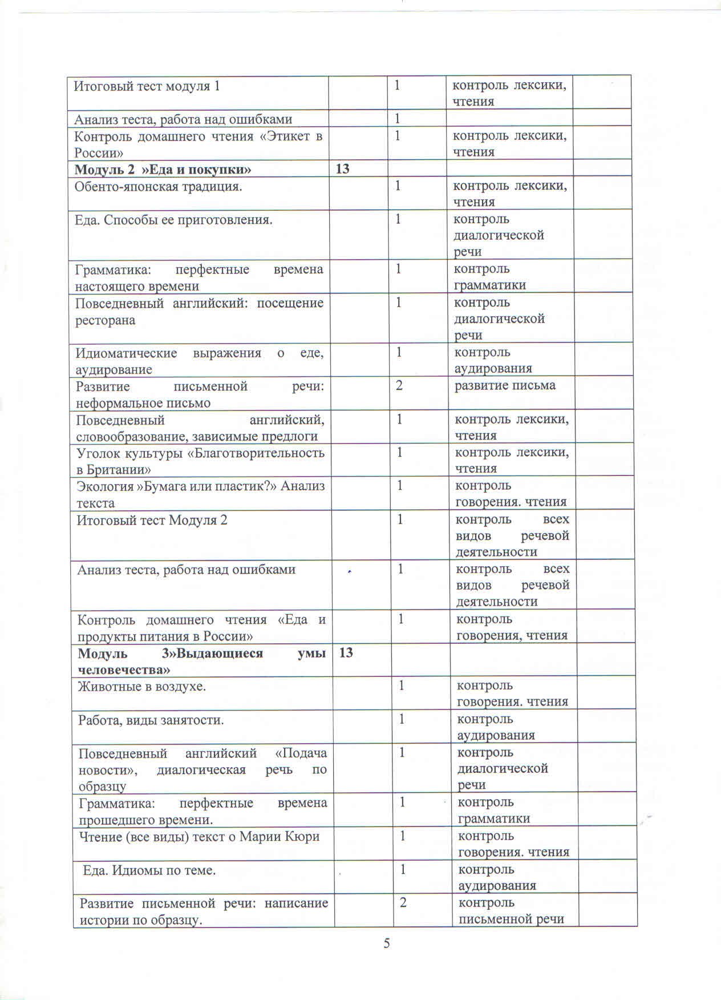 Итоговый тест модуля 1 1 контроль лексики,
чтения
Анализ теста, работа над ошибками 1
Контроль домашнего чтения «Этикет в 1 контроль лексики,
России» чтения
Модуль 2 »Еда и покупки» 13
Обенто-японская традиция. 1 контроль лексики,
чтения
Еда. Способы ее приготовления. 1 контроль
диалогической
речи
Грамматика: перфектные времена 1 контроль
настоящего времени грамматики
Повседневный английский: посещение 1 контроль
ресторана диалогической
речи
Идиоматические выражения о еде, 1 контроль
аудирование аудирования
Развитие письменной речи: 2 развитие письма
неформальное письмо
Повседневный английский, 1 контроль лексики,
словообразование, зависимые предлоги чтения
Уголок культуры «Благотворительность 1 контроль лексики,
в Британии» чтения
Экология »Бумага или пластик?» Анализ 1 контроль
текста говорения. чтения
Итоговый тест Модуля 2 1 контроль всех
видов речевой
деятельности
Анализ теста, работа над ошибками 1 контроль всех
видов речевой
деятельности
Контроль домашнего чтения «Еда и 1 контроль
продукты питания в России» говорения, чтения
Модуль 3»Выдающиеся умы 13
человечества»
Животные в воздухе. 1 контроль
говорения. чтения
Работа, виды занятости. 1 контроль
аудирования
Повседневный английский «Подача 1 контроль
новости», диалогическая речь по диалогической
образцу речи
Грамматика: перфектные времена 1 контроль
прошедшего времени. грамматики
Чтение (все виды) текст о Марии Кюри 1 контроль
говорения. чтения
Еда. Идиомы по теме. 1 контроль
аудирования
Развитие письменной речи: написание 2 контроль
истории по образцу. письменной речи
5